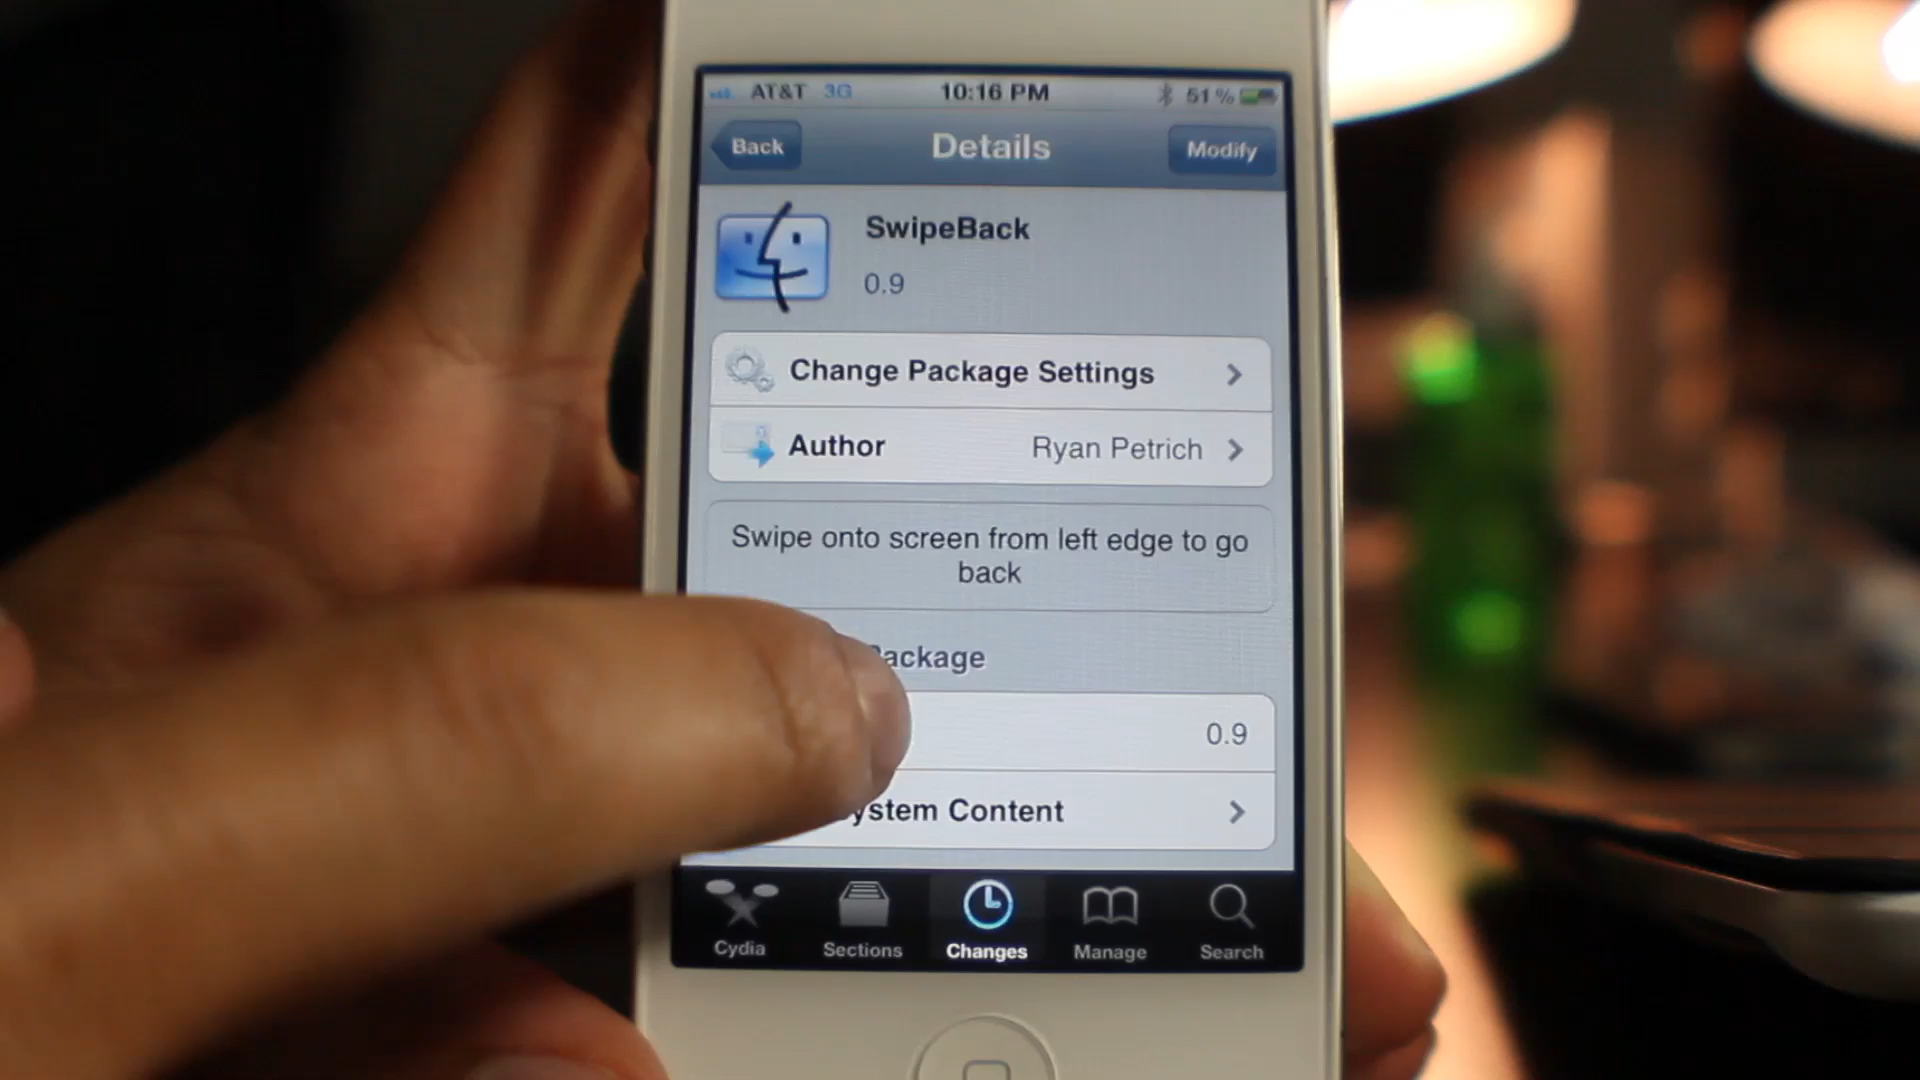 AT&T 3G 10:16 PM 51%
Back Details Modify
SwipeBack
0.9
Change Package Settings
Author Ryan Petrich
Swipe onto screen from left edge to go
back
Package
0.9
ystem Content
Cydia Sections Changes Manage Search